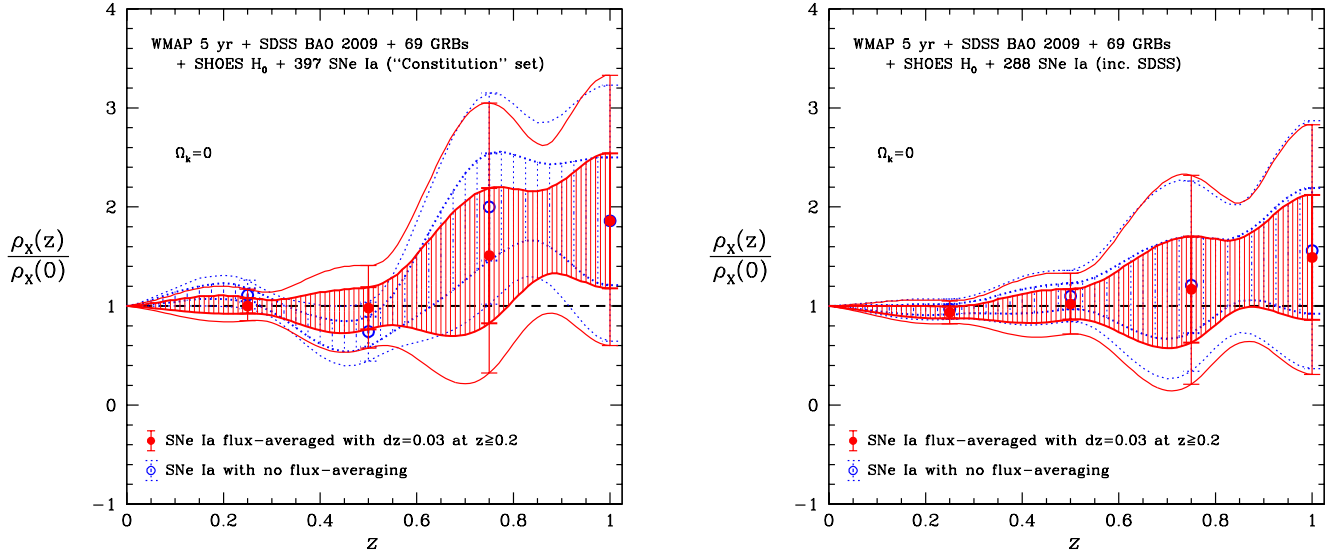 4
3
2
1
0
−1
0
0.2
0.4
0.6
0.8
1
z
ρX(z)
ρX(0)
WMAP 5 yr + SDSS BAO 2009 + 69 GRBs
+ SHOES H0 + 397 SNe Ia (“Constitution” set)
Ωk=0
SNe Ia flux−averaged with dz=0.03 at z≥0.2
SNe Ia with no flux−averaging
4
3
2
1
0
−1
0
0.2
0.4
0.6
0.8
1
z
ρX(z)
ρX(0)
WMAP 5 yr + SDSS BAO 2009 + 69 GRBs
+ SHOES H0 + 288 SNe Ia (inc. SDSS)
Ωk=0
SNe Ia flux−averaged with dz=0.03 at z≥0.2
SNe Ia with no flux−averaging